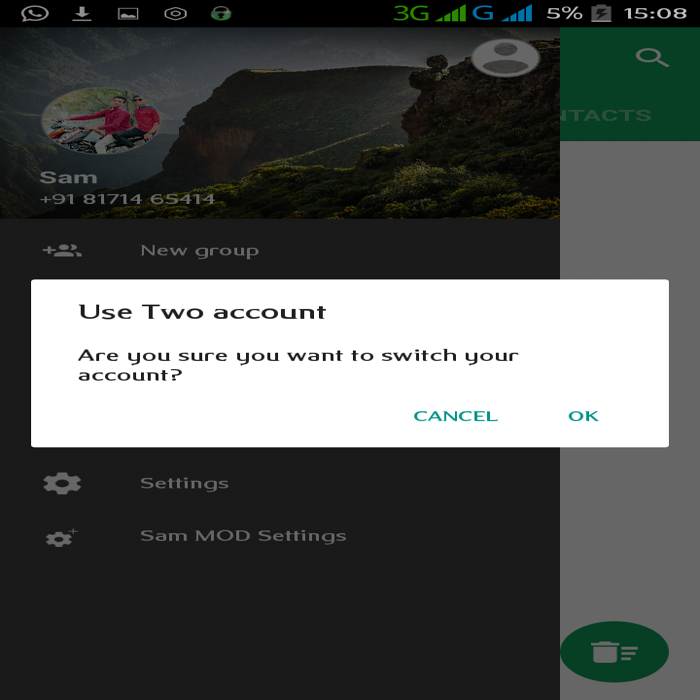 3G G 5% 15:08
NTACTS
Sam
+91 81714 65414
New group
Use Two account
Are you sure you want to switch your
account?
CANCEL OK
Settings
Sam MOD Settings